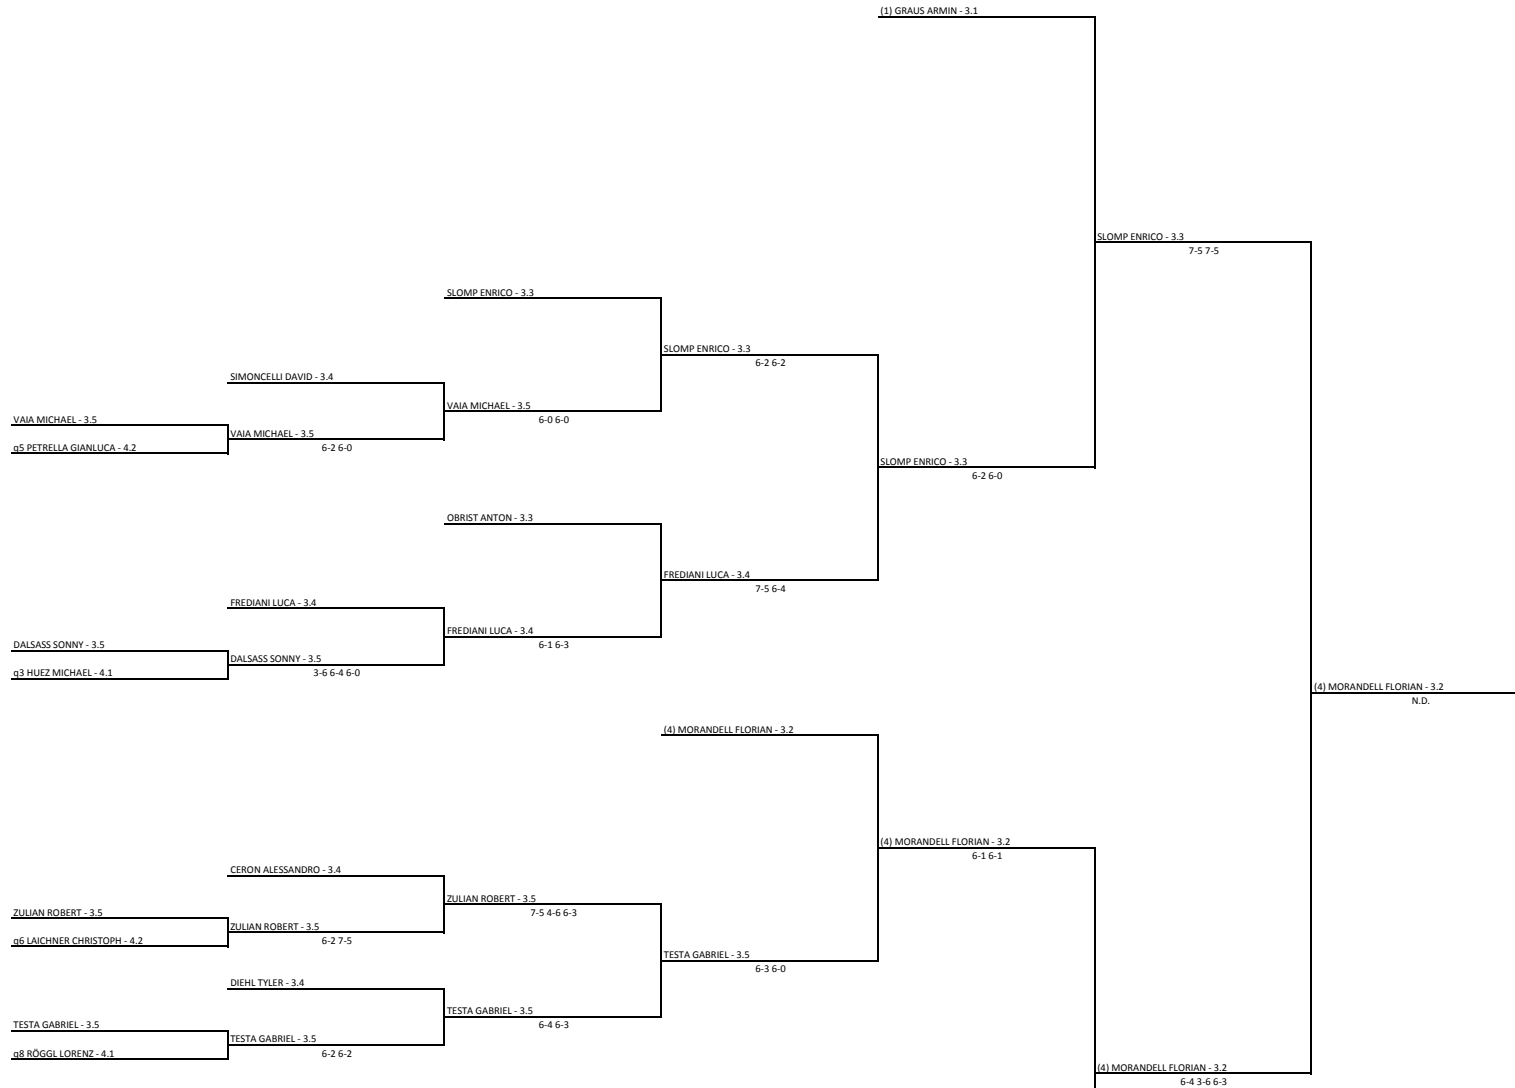 (1) GRAUS ARMIN - 3.1
SLOMP ENRICO - 3.3
7-5 7-5
SLOMP ENRICO - 3.3
SLOMP ENRICO - 3.3
6-2 6-2
SIMONCELLI DAVID - 3.4
VAIA MICHAEL - 3.5
6-0 6-0
VAIA MICHAEL - 3.5
VAIA MICHAEL - 3.5
6-2 6-0
q5 PETRELLA GIANLUCA - 4.2
SLOMP ENRICO - 3.3
6-2 6-0
OBRIST ANTON - 3.3
FREDIANI LUCA - 3.4
7-5 6-4
FREDIANI LUCA - 3.4
FREDIANI LUCA - 3.4
6-1 6-3
DALSASS SONNY - 3.5
DALSASS SONNY - 3.5
3-6 6-4 6-0
q3 HUEZ MICHAEL - 4.1
(4) MORANDELL FLORIAN - 3.2
N.D.
(4) MORANDELL FLORIAN - 3.2
(4) MORANDELL FLORIAN - 3.2
6-1 6-1
CERON ALESSANDRO - 3.4
ZULIAN ROBERT - 3.5
7-5 4-6 6-3
ZULIAN ROBERT - 3.5
ZULIAN ROBERT - 3.5
6-2 7-5
q6 LAICHNER CHRISTOPH - 4.2
TESTA GABRIEL - 3.5
6-3 6-0
DIEHL TYLER - 3.4
TESTA GABRIEL - 3.5
6-4 6-3
TESTA GABRIEL - 3.5
TESTA GABRIEL - 3.5
6-2 6-2
q8 RÖGGL LORENZ - 4.1
(4) MORANDELL FLORIAN - 3.2
6-4 3-6 6-3